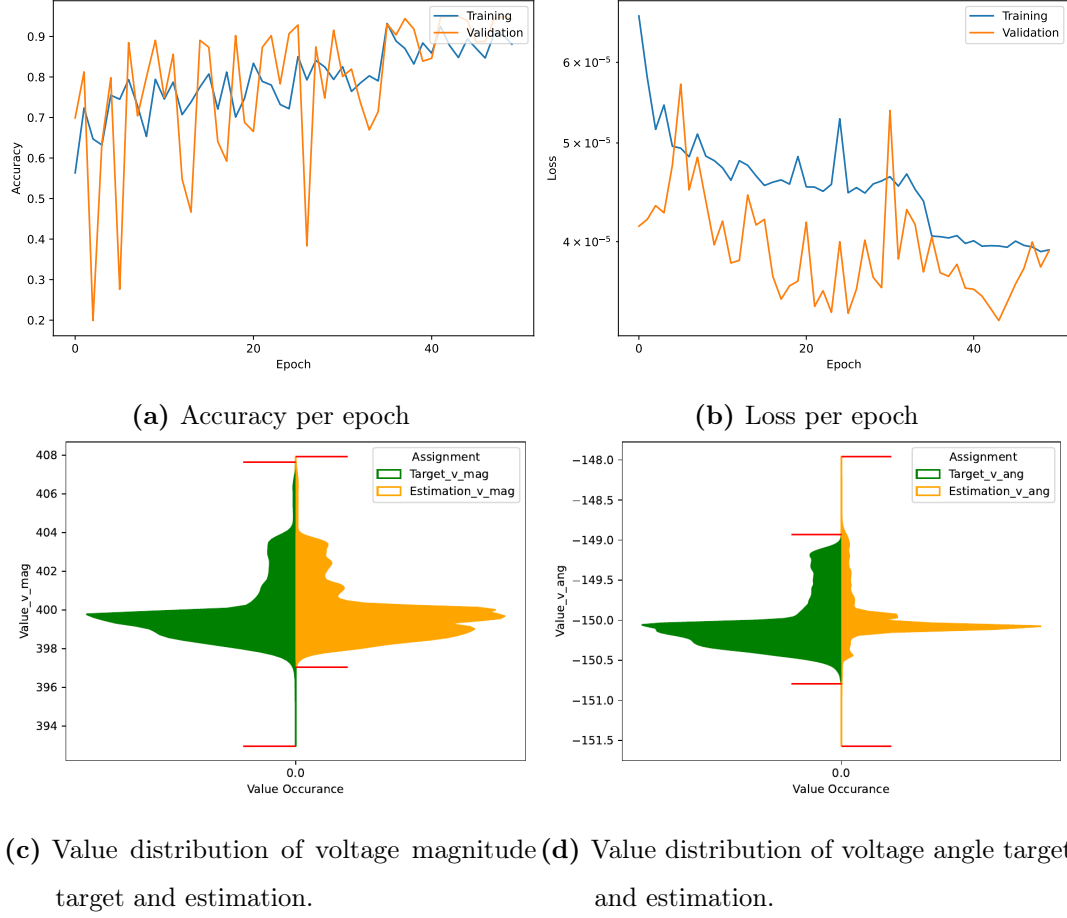 Training
Validation
0.9
0.8
0.7
0.6
0.5
0.4
0.3
0.2
Accuracy
0
20
40
Epoch
Training
Validation
6 × 10⁻⁵
5 × 10⁻⁵
4 × 10⁻⁵
Loss
0
20
40
Epoch
(a) Accuracy per epoch
(b) Loss per epoch
408
406
404
402
400
398
396
394
Value_v_mag
Assignment
Target_v_mag
Estimation_v_mag
0.0
Value Occurance
−148.0
−148.5
−149.0
−149.5
−150.0
−150.5
−151.0
−151.5
Value_v_ang
Assignment
Target_v_ang
Estimation_v_ang
0.0
Value Occurance
(c) Value distribution of voltage magnitude
target and estimation.
(d) Value distribution of voltage angle target
and estimation.